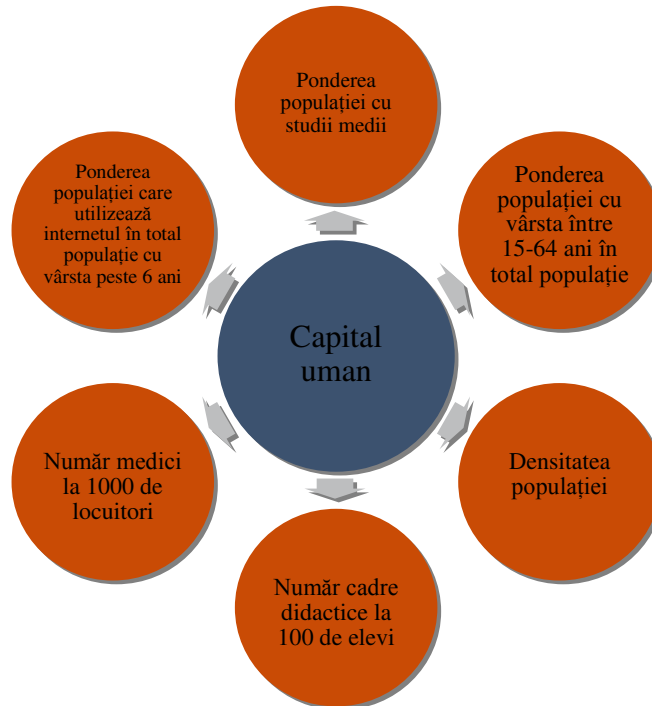 Ponderea
populației cu
studii medii
Ponderea
populației care
utilizează
internetul în total
populație cu
vârsta peste 6 ani
Ponderea
populației cu
vârsta între
15-64 ani în
total populație
Capital
uman
Număr medici
la 1000 de
locuitori
Densitatea
populației
Număr cadre
didactice la
100 de elevi